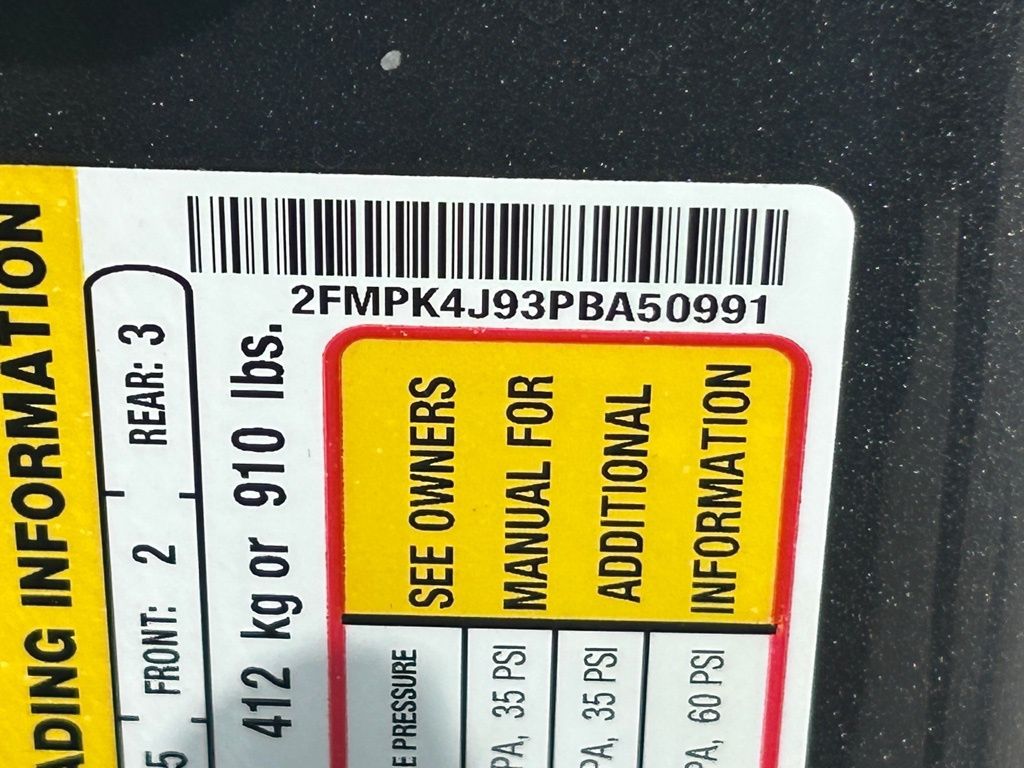 2FMPK4J93PBA50991
ADING INFORMATION
5 FRONT: 2 REAR: 3
412 kg or 910 lbs.
SEE OWNERS
MANUAL FOR
ADDITIONAL
INFORMATION
E PRESSURE
PA, 35 PSI
PA, 35 PSI
PA, 60 PSI